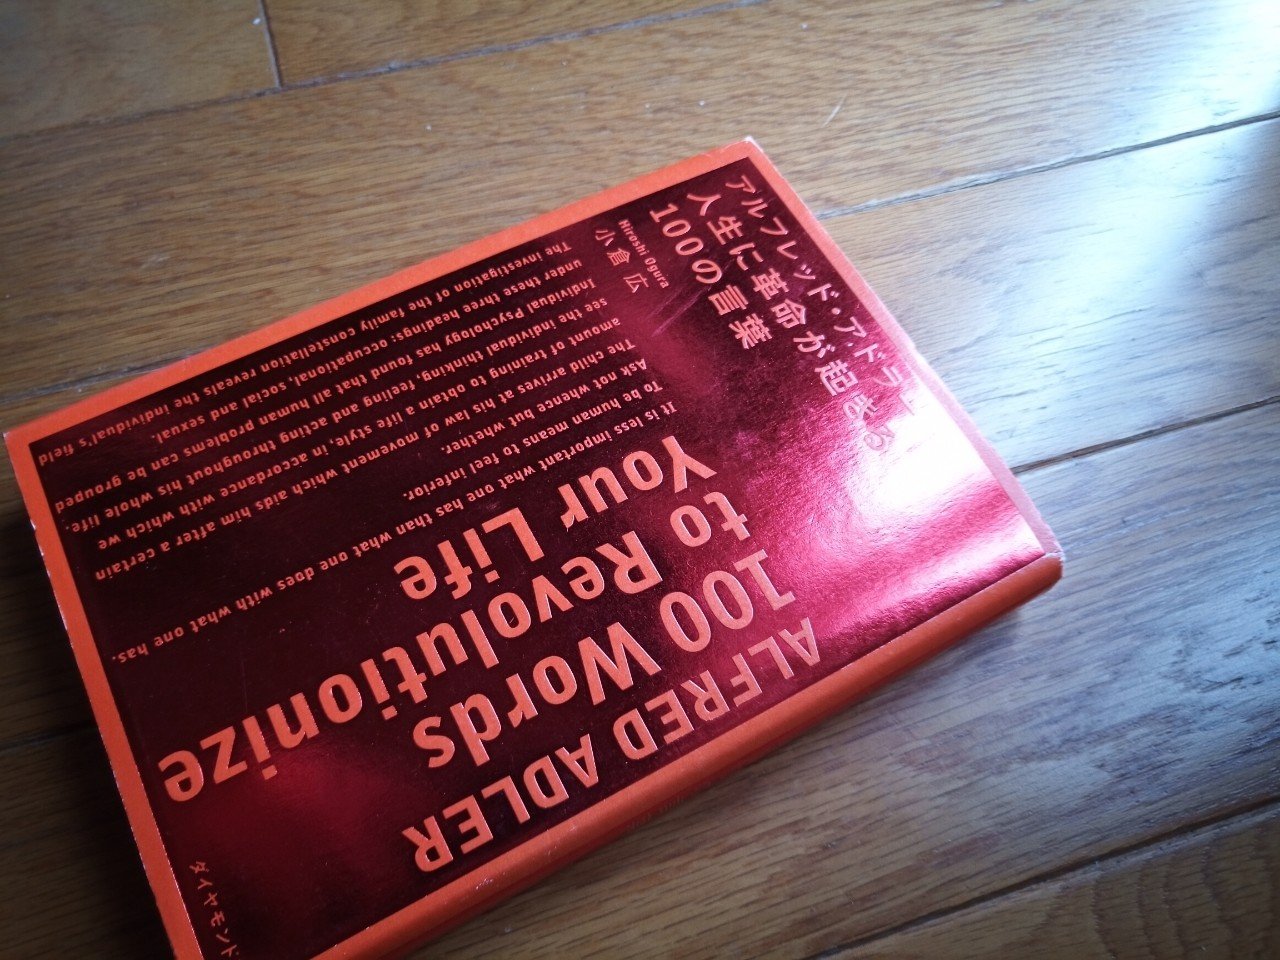 アルフレッド・アドラー
人生に革命が起きる
100の言葉
小倉 広
Hiroshi Ogura
ALFRED ADLER
100 Words
to Revolutionize
Your Life
It is less important what one has than what one does with what one has.
To be human means to feel inferior.
Ask not whence but whether.
The child arrives at his law of movement which aids him after a certain
amount of training to obtain a life style, in accordance with which we
see the individual thinking, feeling and acting throughout his whole life.
Individual Psychology has found that all human problems can be grouped
under these three headings: occupational, social and sexual.
The investigation of the family constellation reveals the individual's field
ダイヤモンド